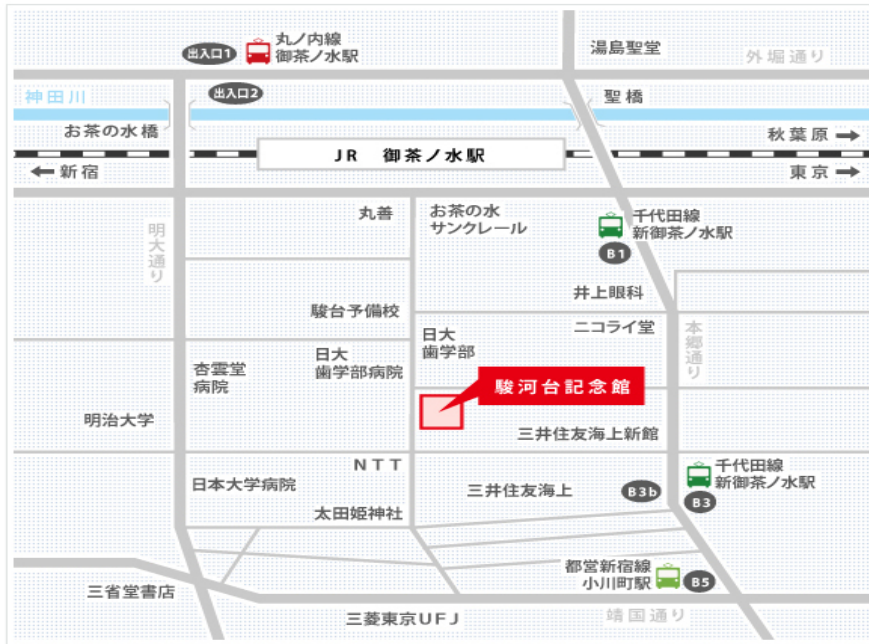 出入口1
丸ノ内線
御茶ノ水駅
湯島聖堂
外堀通り
神田川
出入口2
聖橋
お茶の水橋
秋葉原
JR 御茶ノ水駅
新宿
東京
明大通り
丸善
お茶の水
サンクレール
千代田線
新御茶ノ水駅
B1
井上眼科
駿台予備校
ニコライ堂
本郷通り
日大
歯学部
日大
歯学部病院
杏雲堂
病院
駿河台記念館
明治大学
三井住友海上新館
NTT
日本大学病院
三井住友海上
B3b
千代田線
新御茶ノ水駅
B3
太田姫神社
都営新宿線
小川町駅
B5
三省堂書店
三菱東京UFJ
靖国通り